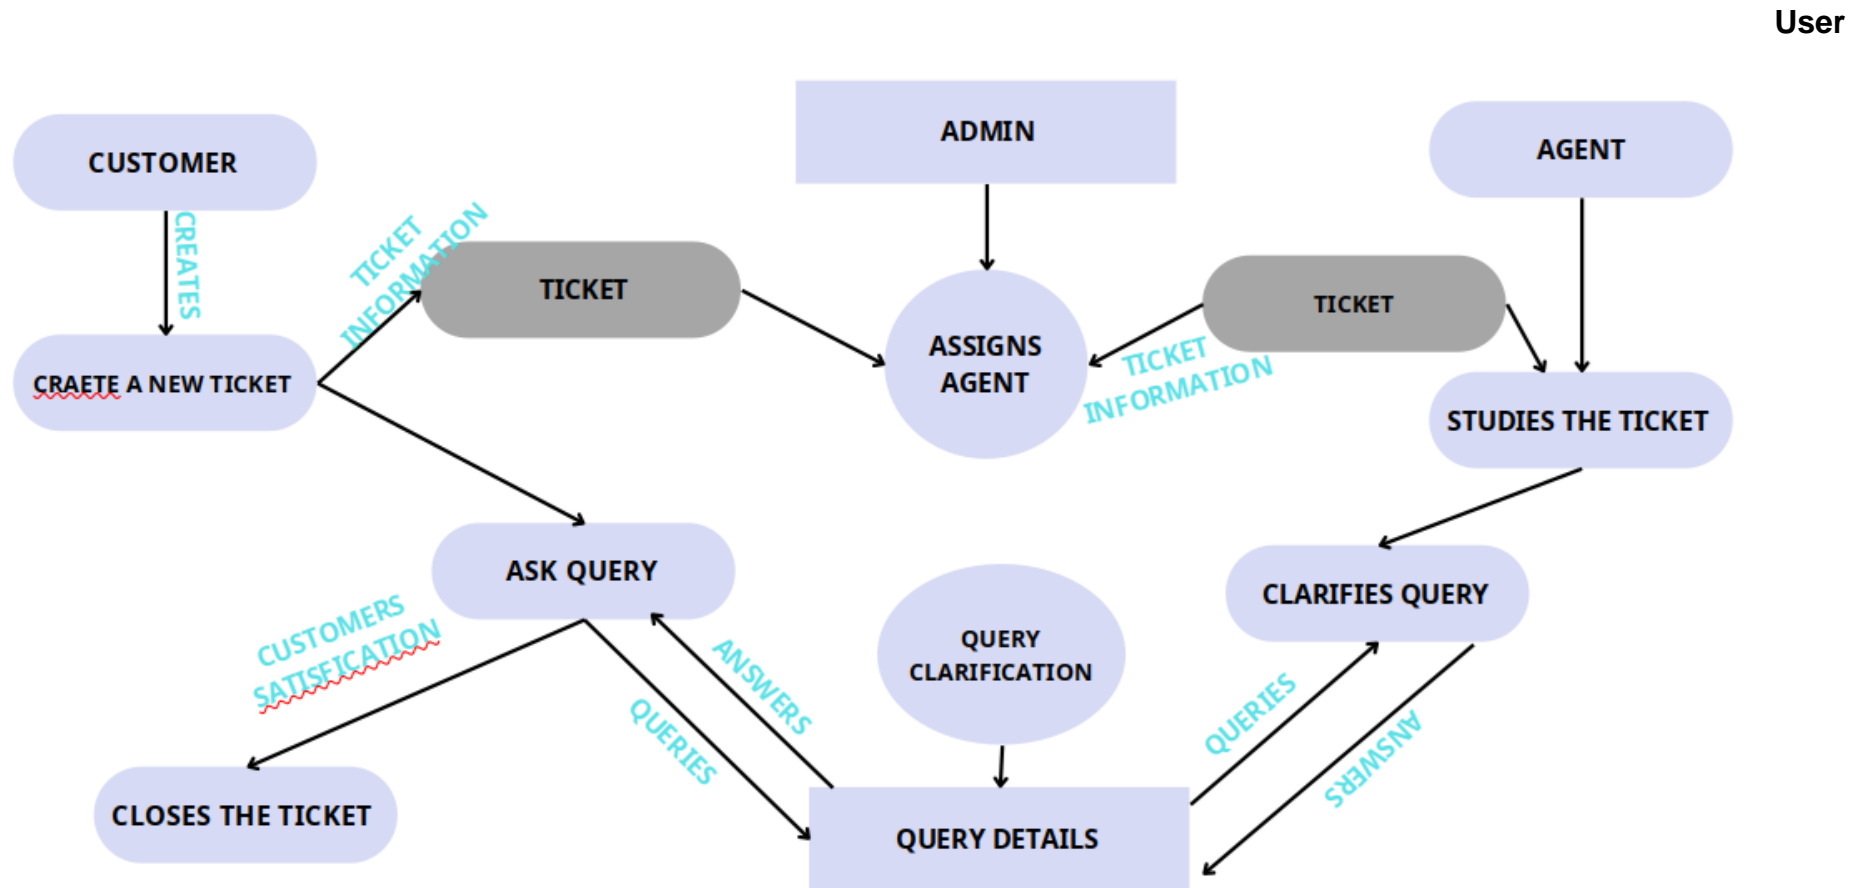 User
ADMIN
CUSTOMER
AGENT
CREATES
TICKET
INFORMATION
TICKET
TICKET
ASSIGNS
AGENT
TICKET
INFORMATION
CRAETE A NEW TICKET
STUDIES THE TICKET
ASK QUERY
CLARIFIES QUERY
CUSTOMERS
SATISFICATION
ANSWERS
QUERIES
QUERY
CLARIFICATION
QUERIES
ANSWERS
CLOSES THE TICKET
QUERY DETAILS